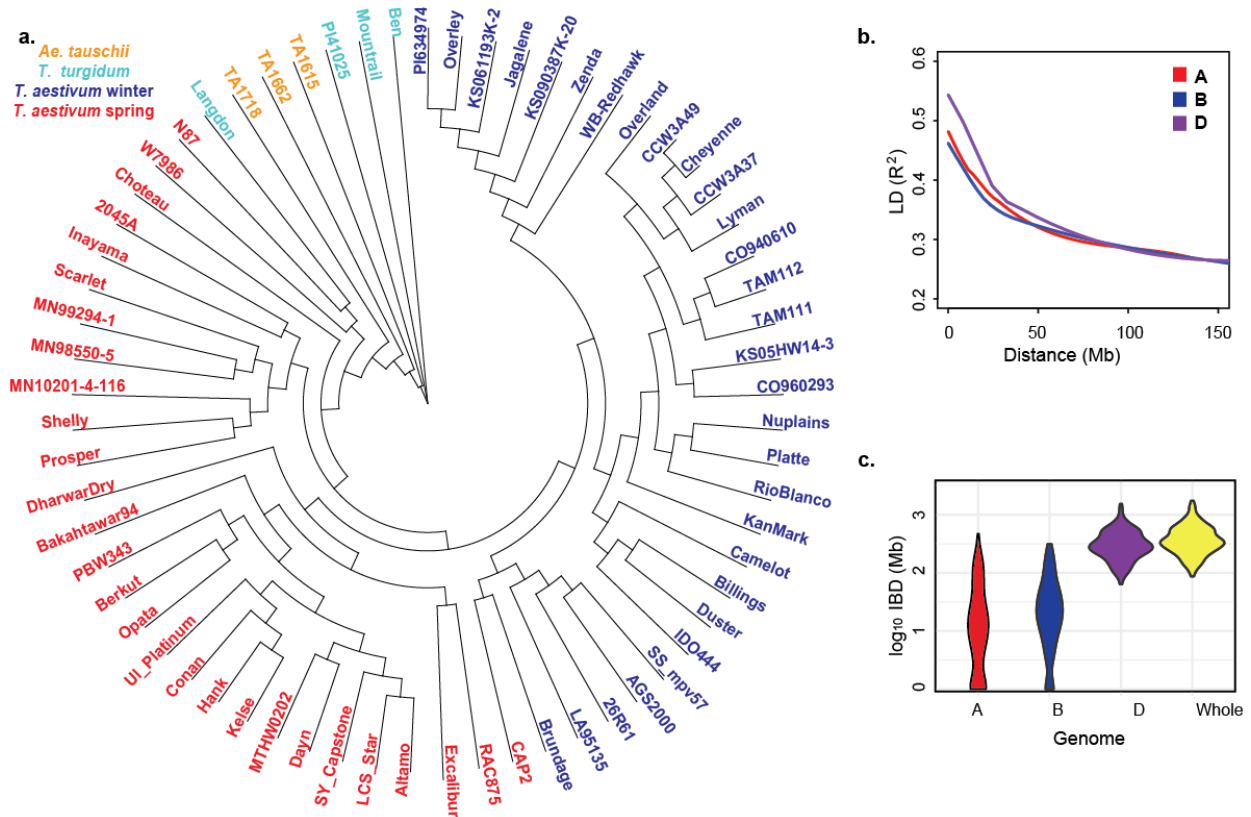 a.
Ae. tauschii
T. turgidum
T. aestivum winter
T. aestivum spring
PI634974
Overley
KS061193K-2
Jagalene
KS090387K-20
Zenda
WB-Redhawk
Overland
CCW3A49
Cheyenne
CCW3A37
Lyman
CO940610
TAM112
TAM111
KS05HW14-3
CO960293
Nuplains
Platte
RioBlanco
KanMark
Camelot
Billings
Duster
IDO444
SS_mpv57
AGS2000
26R61
LA95135
Brundage
CAP2
RAC875
Excalibur
Altamo
LCS_Star
SY_Capstone
Dayn
MTHW0202
Kelse
Hank
Conan
UI_Platinum
Opata
Berkut
PBW343
Bakahtawar94
DharwarDry
Prosper
Shelly
MN10201-4-116
MN98550-5
MN99294-1
Scarlet
Inayama
2045A
Choteau
W7986
N87
Langdon
TA1718
TA1662
TA1615
PI41025
Mountrail
Ben
b.
LD (R²)
0.6
0.5
0.4
0.3
0.2
A
B
D
0 50 100 150
Distance (Mb)
c.
log₁₀ IBD (Mb)
3
2
1
0
A B D Whole
Genome